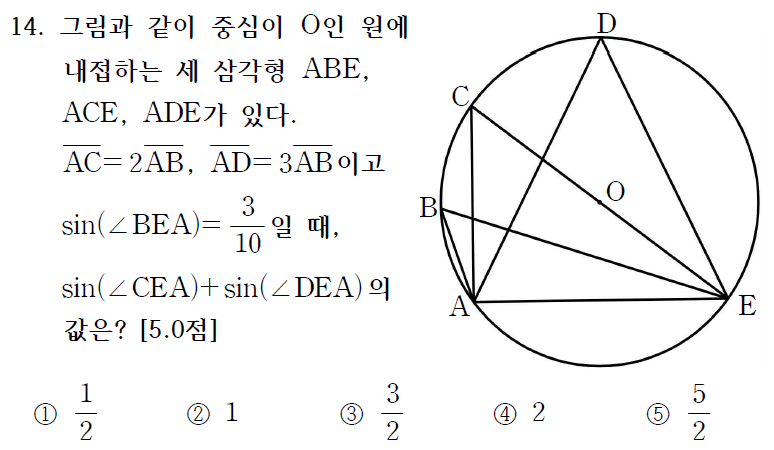 14. 그림과 같이 중심이 O인 원에
내접하는 세 삼각형 ABE,
ACE, ADE가 있다.
$\overline{AC}=2\overline{AB}$, $\overline{AD}=3\overline{AB}$이고
$\sin(\angle BEA)=\frac{3}{10}$일 때,
$\sin(\angle CEA)+\sin(\angle DEA)$의
값은? [5.0점]
① $\frac{1}{2}$ ② 1 ③ $\frac{3}{2}$ ④ 2 ⑤ $\frac{5}{2}$
D
C
O
B
A
E